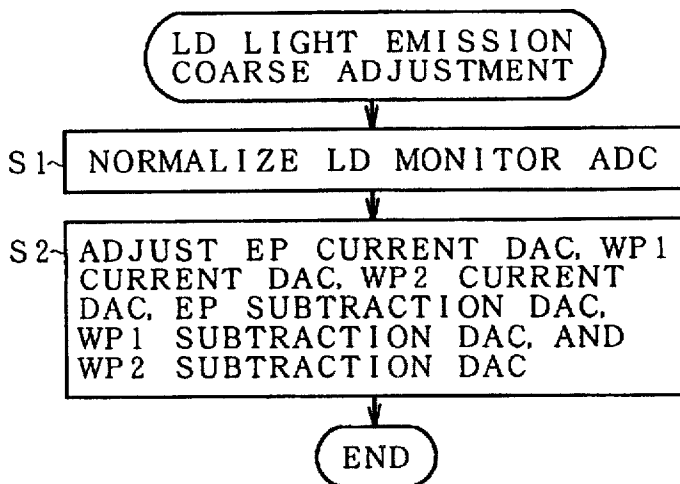 LD LIGHT EMISSION
COARSE ADJUSTMENT
S1 NORMALIZE LD MONITOR ADC
S2 ADJUST EP CURRENT DAC, WP1
CURRENT DAC, WP2 CURRENT
DAC, EP SUBTRACTION DAC,
WP1 SUBTRACTION DAC, AND
WP2 SUBTRACTION DAC
END